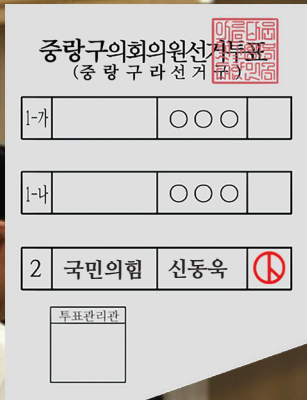 중랑구의회의원선거투표
(중랑구라선거구)
1-가 ○○○
1-나 ○○○
2 국민의힘 신동욱
투표관리관